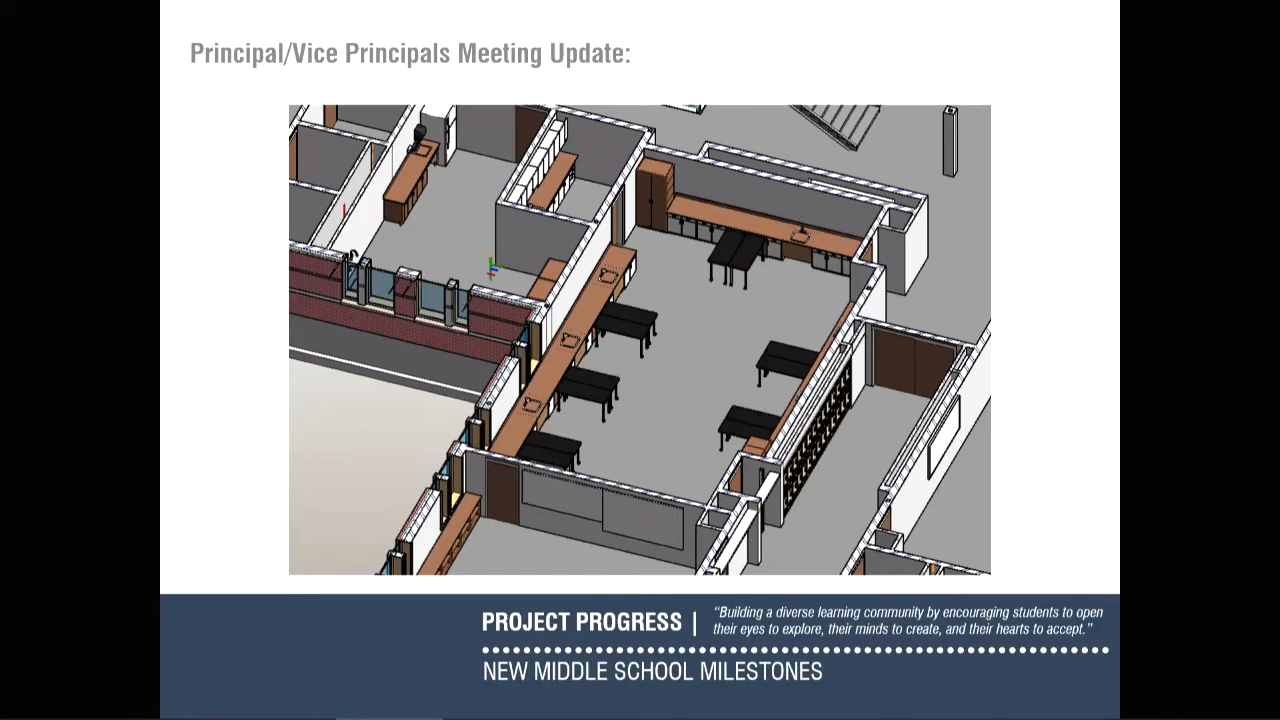 Principal/Vice Principals Meeting Update:
PROJECT PROGRESS |
“Building a diverse learning community by encouraging students to open
their eyes to explore, their minds to create, and their hearts to accept.”
NEW MIDDLE SCHOOL MILESTONES